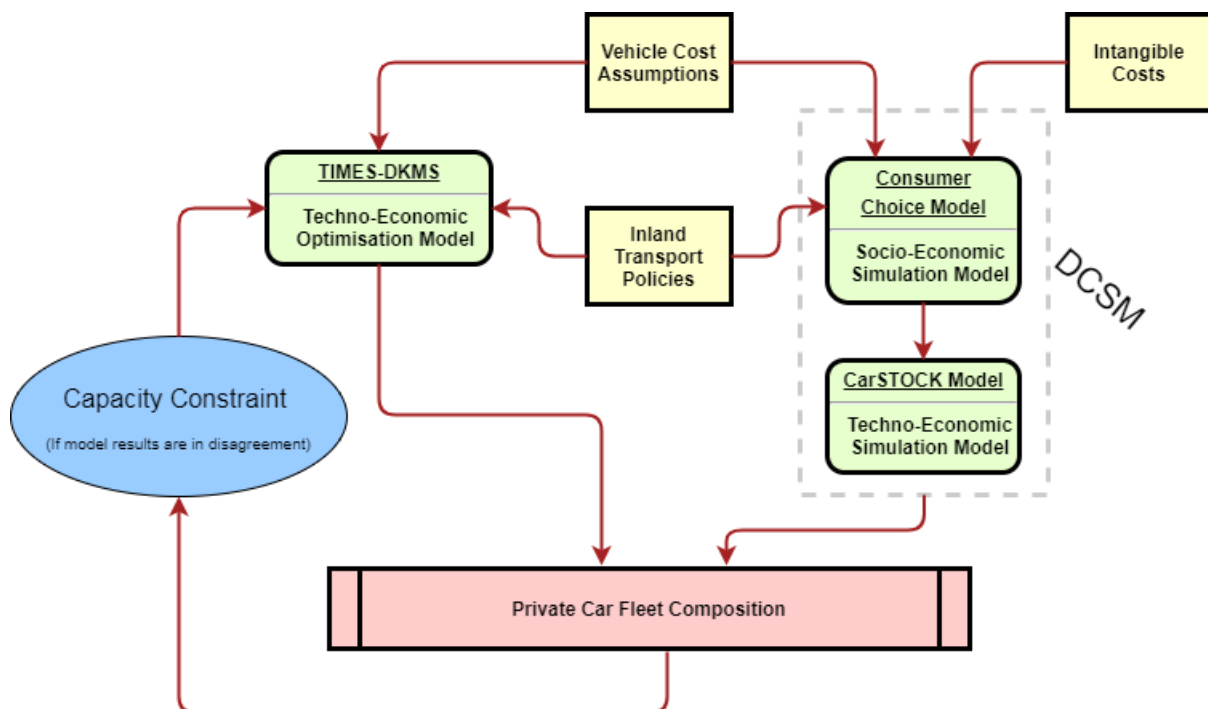 Vehicle Cost
Assumptions
Intangible
Costs
TIMES-DKMS
Techno-Economic
Optimisation Model
Consumer
Choice Model
Socio-Economic
Simulation Model
Inland
Transport
Policies
DCSM
CarSTOCK Model
Techno-Economic
Simulation Model
Capacity Constraint
(If model results are in disagreement)
Private Car Fleet Composition